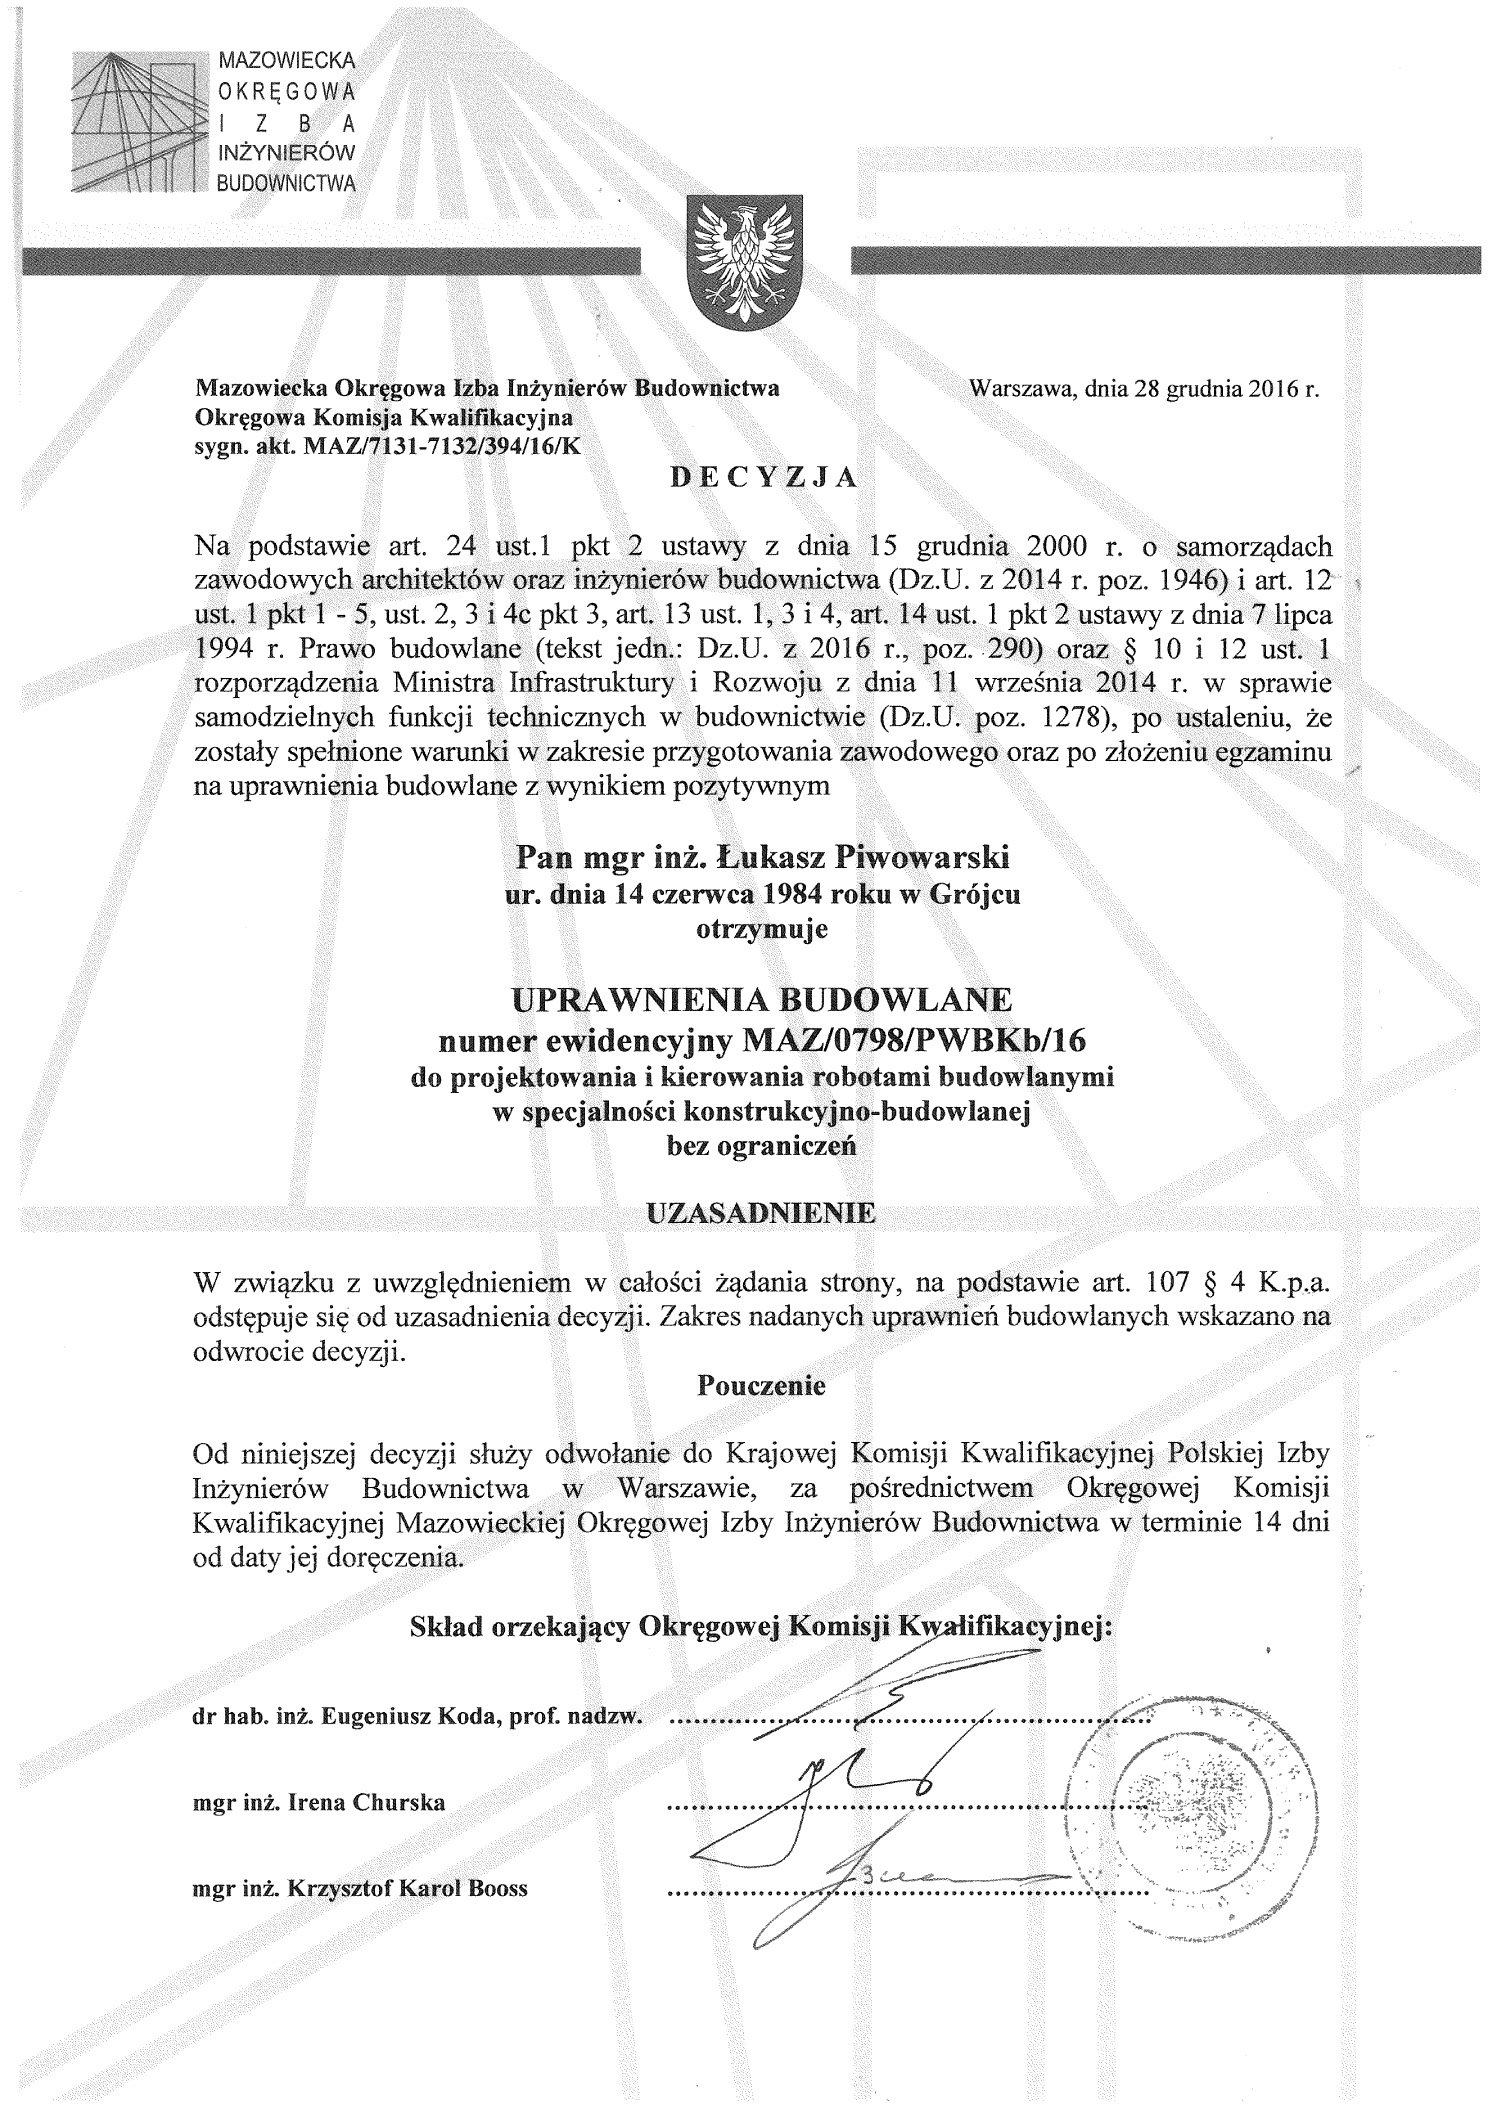 MAZOWIECKA
OKRĘGOWA
IZBA
INŻYNIERÓW
BUDOWNICTWA
Mazowiecka Okręgowa Izba Inżynierów Budownictwa
Warszawa, dnia 28 grudnia 2016 r.
Okręgowa Komisja Kwalifikacyjna
sygn. akt. MAZ/7131-7132/394/16/K
DECYZJA
Na podstawie art. 24 ust.1 pkt 2 ustawy z dnia 15 grudnia 2000 r. o samorządach
zawodowych architektów oraz inżynierów budownictwa (Dz.U. z 2014 r. poz. 1946) i art. 12
ust. 1 pkt 1 - 5, ust. 2, 3 i 4c pkt 3, art. 13 ust. 1, 3 i 4, art. 14 ust. 1 pkt 2 ustawy z dnia 7 lipca
1994 r. Prawo budowlane (tekst jedn.: Dz.U. z 2016 r., poz. 290) oraz § 10 i 12 ust. 1
rozporządzenia Ministra Infrastruktury i Rozwoju z dnia 11 września 2014 r. w sprawie
samodzielnych funkcji technicznych w budownictwie (Dz.U. poz. 1278), po ustaleniu, że
zostały spełnione warunki w zakresie przygotowania zawodowego oraz po złożeniu egzaminu
na uprawnienia budowlane z wynikiem pozytywnym
Pan mgr inż. Łukasz Piwowarski
ur. dnia 14 czerwca 1984 roku w Grójcu
otrzymuje
UPRAWNIENIA BUDOWLANE
numer ewidencyjny MAZ/0798/PWBKb/16
do projektowania i kierowania robotami budowlanymi
w specjalności konstrukcyjno-budowlanej
bez ograniczeń
UZASADNIENIE
W związku z uwzględnieniem w całości żądania strony, na podstawie art. 107 § 4 K.p.a.
odstępuje się od uzasadnienia decyzji. Zakres nadanych uprawnień budowlanych wskazano na
odwrocie decyzji.
Pouczenie
Od niniejszej decyzji służy odwołanie do Krajowej Komisji Kwalifikacyjnej Polskiej Izby
Inżynierów Budownictwa w Warszawie, za pośrednictwem Okręgowej Komisji
Kwalifikacyjnej Mazowieckiej Okręgowej Izby Inżynierów Budownictwa w terminie 14 dni
od daty jej doręczenia.
Skład orzekający Okręgowej Komisji Kwalifikacyjnej:
dr hab. inż. Eugeniusz Koda, prof. nadzw.
mgr inż. Irena Churska
mgr inż. Krzysztof Karol Booss